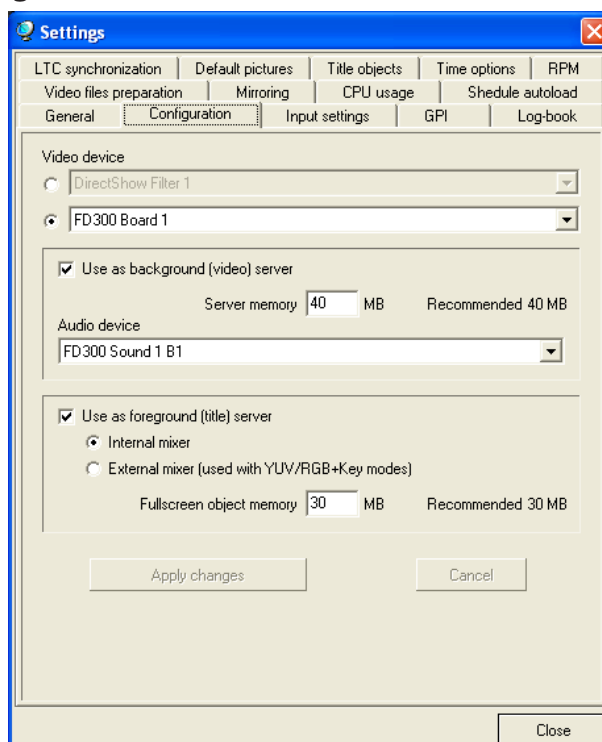 Settings
LTC synchronization Default pictures Title objects Time options RPM
Video files preparation Mirroring CPU usage Shedule autoload
General Configuration Input settings GPI Log-book
Video device
DirectShow Filter 1
FD300 Board 1
Use as background (video) server
Server memory 40 MB Recommended 40 MB
Audio device
FD300 Sound 1 B1
Use as foreground (title) server
Internal mixer
External mixer (used with YUV/RGB+Key modes)
Fullscreen object memory 30 MB Recommended 30 MB
Apply changes Cancel
Close